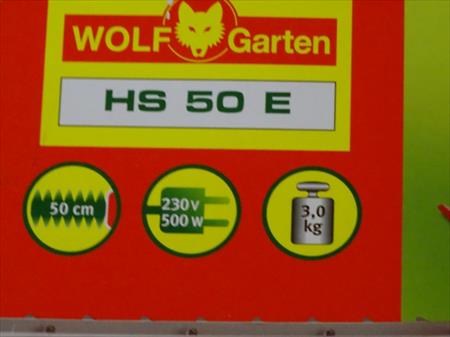 WOLF Garten
HS 50 E
50 cm
230 V
500 W
3,0
kg